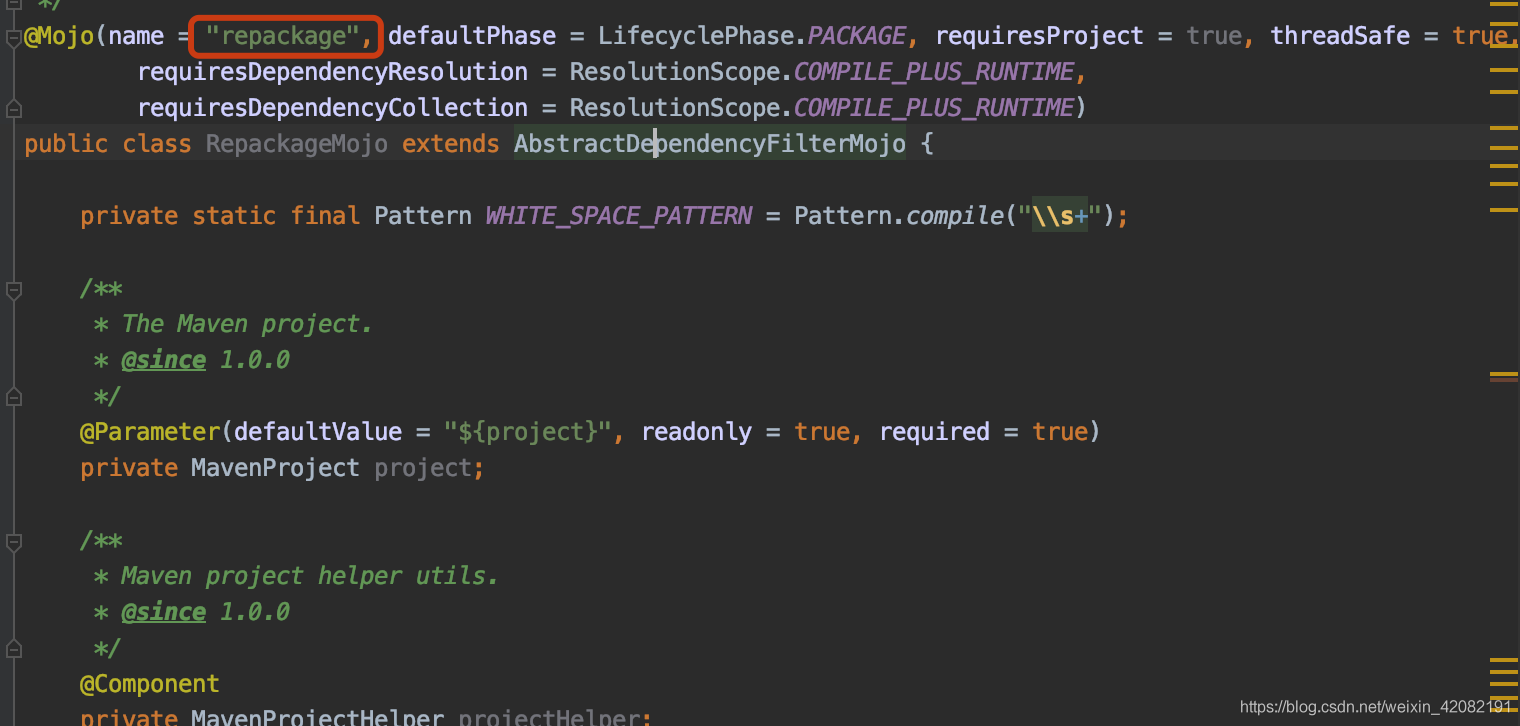 */
@Mojo(name = "repackage", defaultPhase = LifecyclePhase.PACKAGE, requiresProject = true, threadSafe = true,
requiresDependencyResolution = ResolutionScope.COMPILE_PLUS_RUNTIME,
requiresDependencyCollection = ResolutionScope.COMPILE_PLUS_RUNTIME)
public class RepackageMojo extends AbstractDependencyFilterMojo {
private static final Pattern WHITE_SPACE_PATTERN = Pattern.compile("\\s+");
/**
* The Maven project.
* @since 1.0.0
*/
@Parameter(defaultValue = "${project}", readonly = true, required = true)
private MavenProject project;
/**
* Maven project helper utils.
* @since 1.0.0
*/
@Component
private MavenProjectHelper projectHelper;
https://blog.csdn.net/weixin_42082191